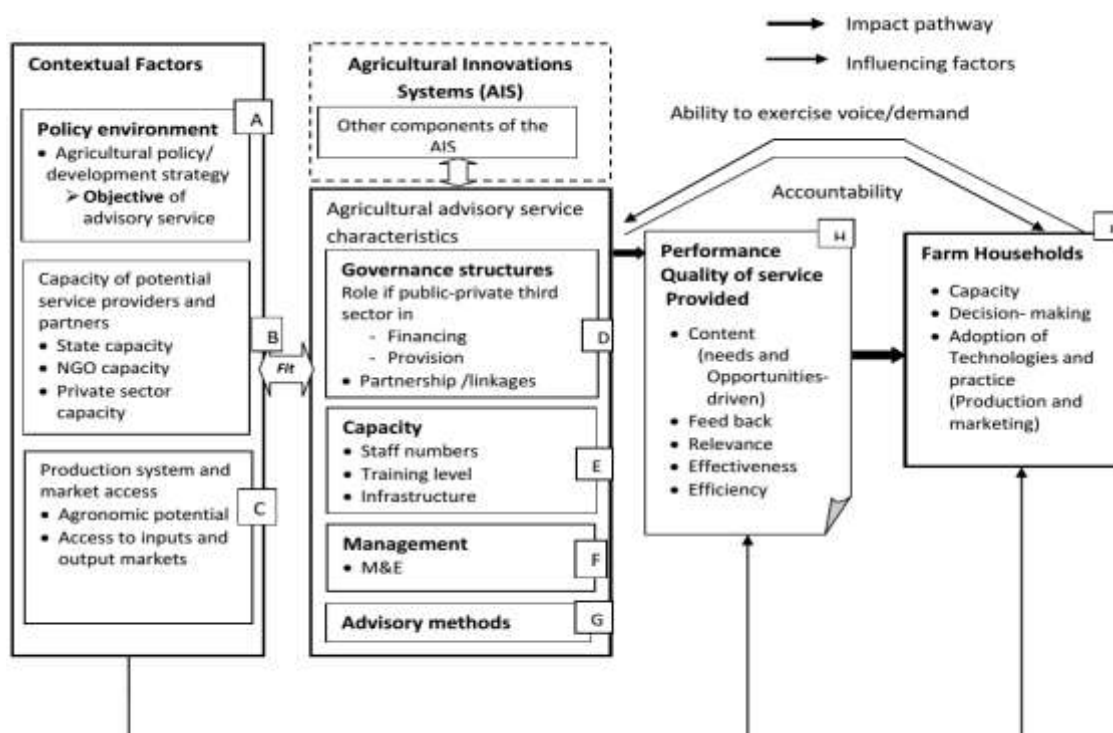 Impact pathway
Influencing factors
Contextual Factors
A
Policy environment
• Agricultural policy/
development strategy
➢ Objective of
advisory service
Capacity of potential
service providers and
partners
• State capacity
• NGO capacity
• Private sector
capacity
B
Production system and
market access
• Agronomic potential
• Access to inputs and
output markets
C
Fit
Agricultural Innovations
Systems (AIS)
Other components of the
AIS
Agricultural advisory service
characteristics
Governance structures
Role if public-private third
sector in
- Financing
- Provision
• Partnership /linkages
D
Capacity
• Staff numbers
• Training level
• Infrastructure
E
Management
• M&E
F
Advisory methods
G
Ability to exercise voice/demand
Accountability
H
Performance
Quality of service
Provided
• Content
(needs and
Opportunities-
driven)
• Feed back
• Relevance
• Effectiveness
• Efficiency
Farm Households
• Capacity
• Decision- making
• Adoption of
Technologies and
practice
(Production and
marketing)